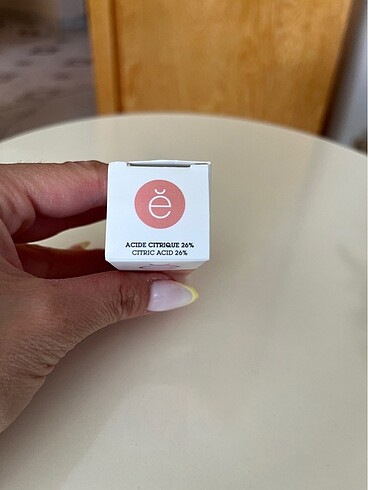 ĕ
ACIDE CITRIQUE 26%
CITRIC ACID 26%